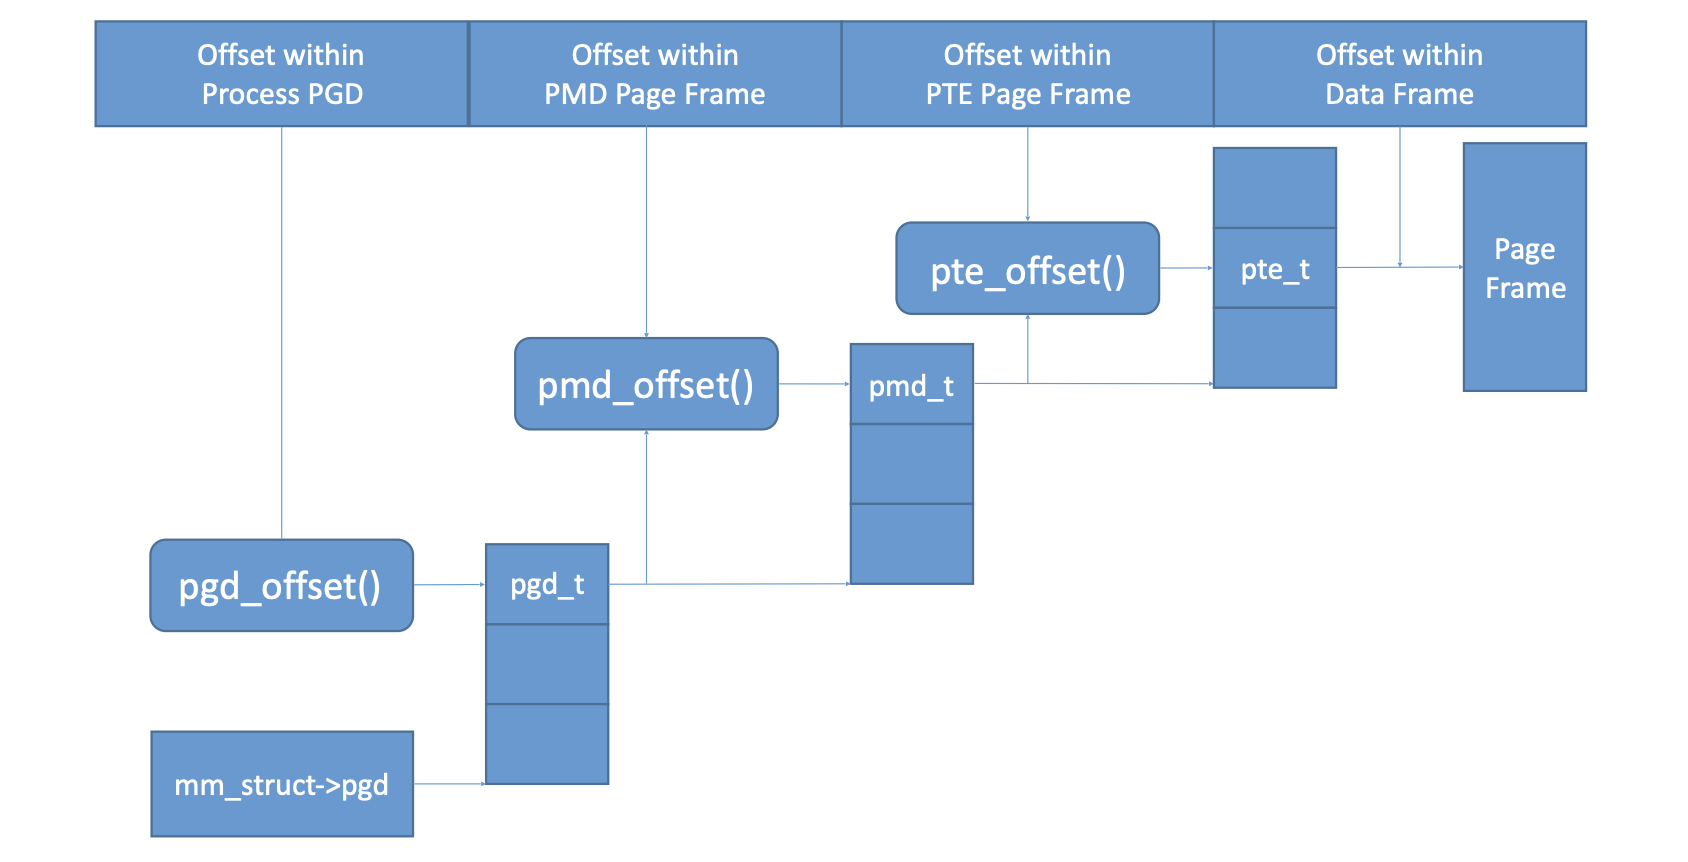 Offset within
Process PGD
Offset within
PMD Page Frame
Offset within
PTE Page Frame
Offset within
Data Frame
pte_offset()
pte_t
Page
Frame
pmd_offset()
pmd_t
pgd_offset()
pgd_t
mm_struct->pgd